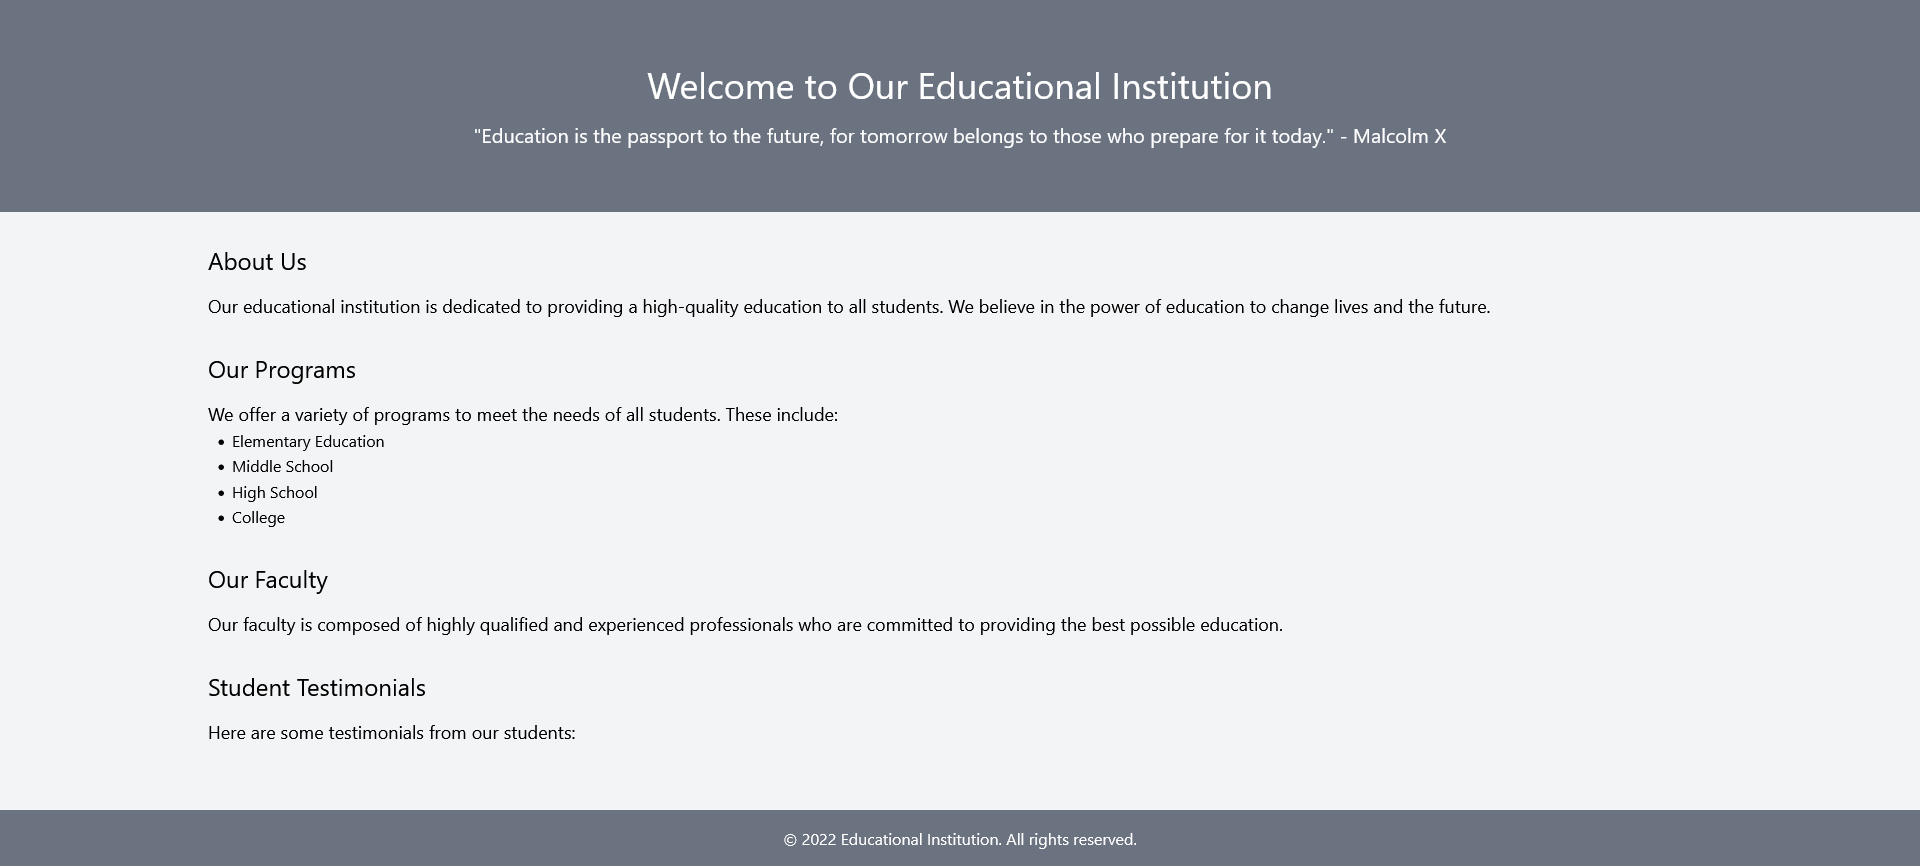 Welcome to Our Educational Institution
"Education is the passport to the future, for tomorrow belongs to those who prepare for it today." - Malcolm X
About Us
Our educational institution is dedicated to providing a high-quality education to all students. We believe in the power of education to change lives and the future.
Our Programs
We offer a variety of programs to meet the needs of all students. These include:
• Elementary Education
• Middle School
• High School
• College
Our Faculty
Our faculty is composed of highly qualified and experienced professionals who are committed to providing the best possible education.
Student Testimonials
Here are some testimonials from our students:
© 2022 Educational Institution. All rights reserved.